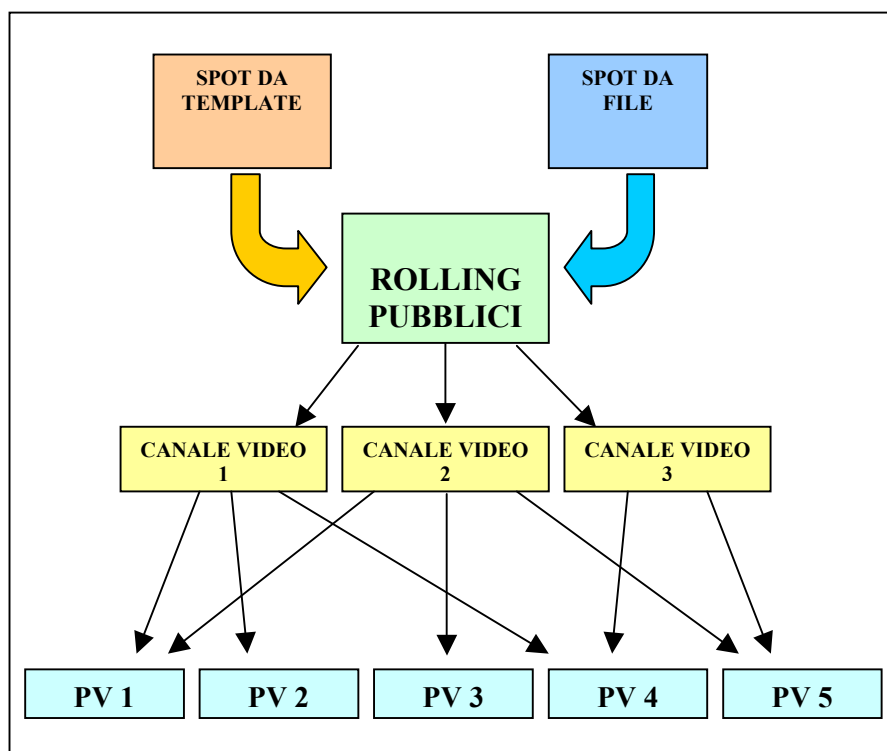 SPOT DA
TEMPLATE
SPOT DA
FILE
ROLLING
PUBBLICI
CANALE VIDEO
1
CANALE VIDEO
2
CANALE VIDEO
3
PV 1
PV 2
PV 3
PV 4
PV 5